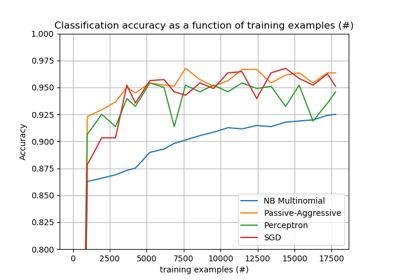 Classification accuracy as a function of training examples (#)
1.000
0.975
0.950
0.925
0.900
0.875
0.850
0.825
0.800
Accuracy
NB Multinomial
Passive-Aggressive
Perceptron
SGD
0 2500 5000 7500 10000 12500 15000 17500
training examples (#)